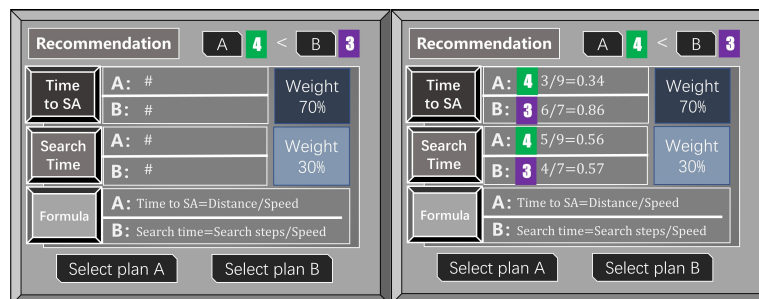 Recommendation A 4 < B 3
Time to SA A: #
B: #
Weight 70%
Search Time A: #
B: #
Weight 30%
Formula A: Time to SA=Distance/Speed
B: Search time=Search steps/Speed
Select plan A Select plan B
Recommendation A 4 < B 3
Time to SA A: 4 3/9=0.34
B: 3 6/7=0.86
Weight 70%
Search Time A: 4 5/9=0.56
B: 3 4/7=0.57
Weight 30%
Formula A: Time to SA=Distance/Speed
B: Search time=Search steps/Speed
Select plan A Select plan B